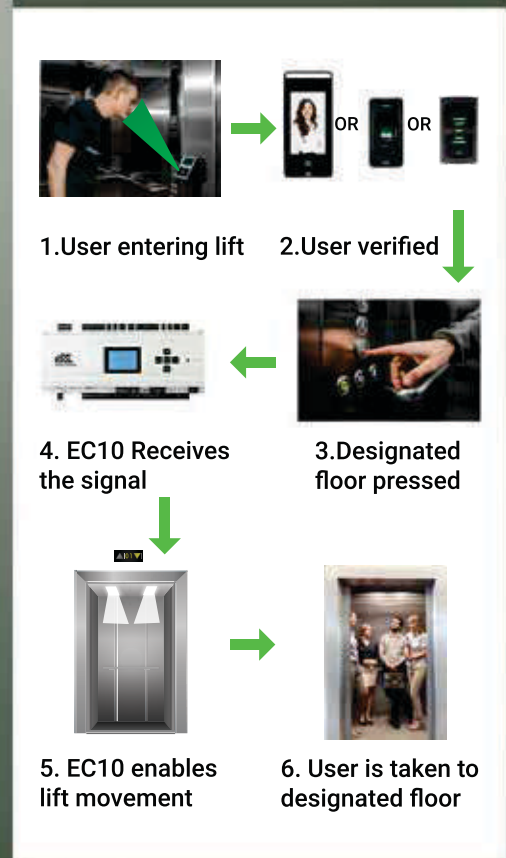 OR
OR
1.User entering lift
2.User verified
3.Designated
floor pressed
4. EC10 Receives
the signal
5. EC10 enables
lift movement
6. User is taken to
designated floor